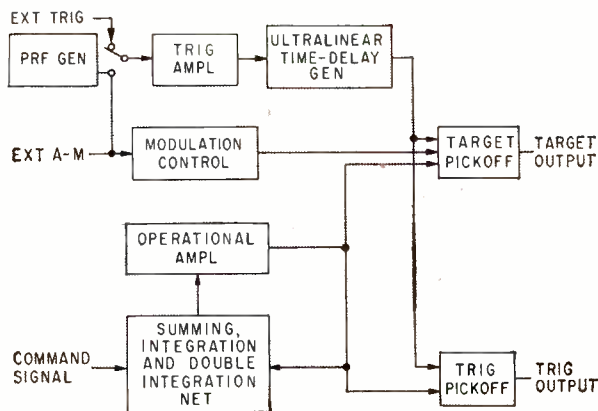 EXT TRIG
PRF GEN
TRIG
AMPL
ULTRALINEAR
TIME-DELAY
GEN
EXT A-M
MODULATION
CONTROL
TARGET
PICKOFF
TARGET
OUTPUT
OPERATIONAL
AMPL
COMMAND
SIGNAL
SUMMING,
INTEGRATION
AND DOUBLE
INTEGRATION
NET
TRIG
PICKOFF
TRIG
OUTPUT